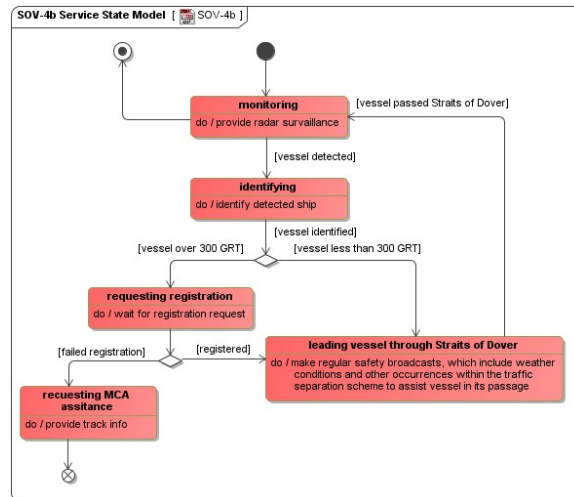 SOV-4b Service State Model [ SOV-4b ]
monitoring
do / provide radar survaillance
[vessel passed Straits of Dover]
[vessel detected]
identifying
do / identify detected ship
[vessel identified]
[vessel over 300 GRT]
[vessel less than 300 GRT]
requesting registration
do / wait for registration request
[failed registration]
[registered]
leading vessel through Straits of Dover
do / make regular safety broadcasts, which include weather
conditions and other occurrences within the traffic
separation scheme to assist vessel in its passage
recuesting MCA
assitance
do / provide track info